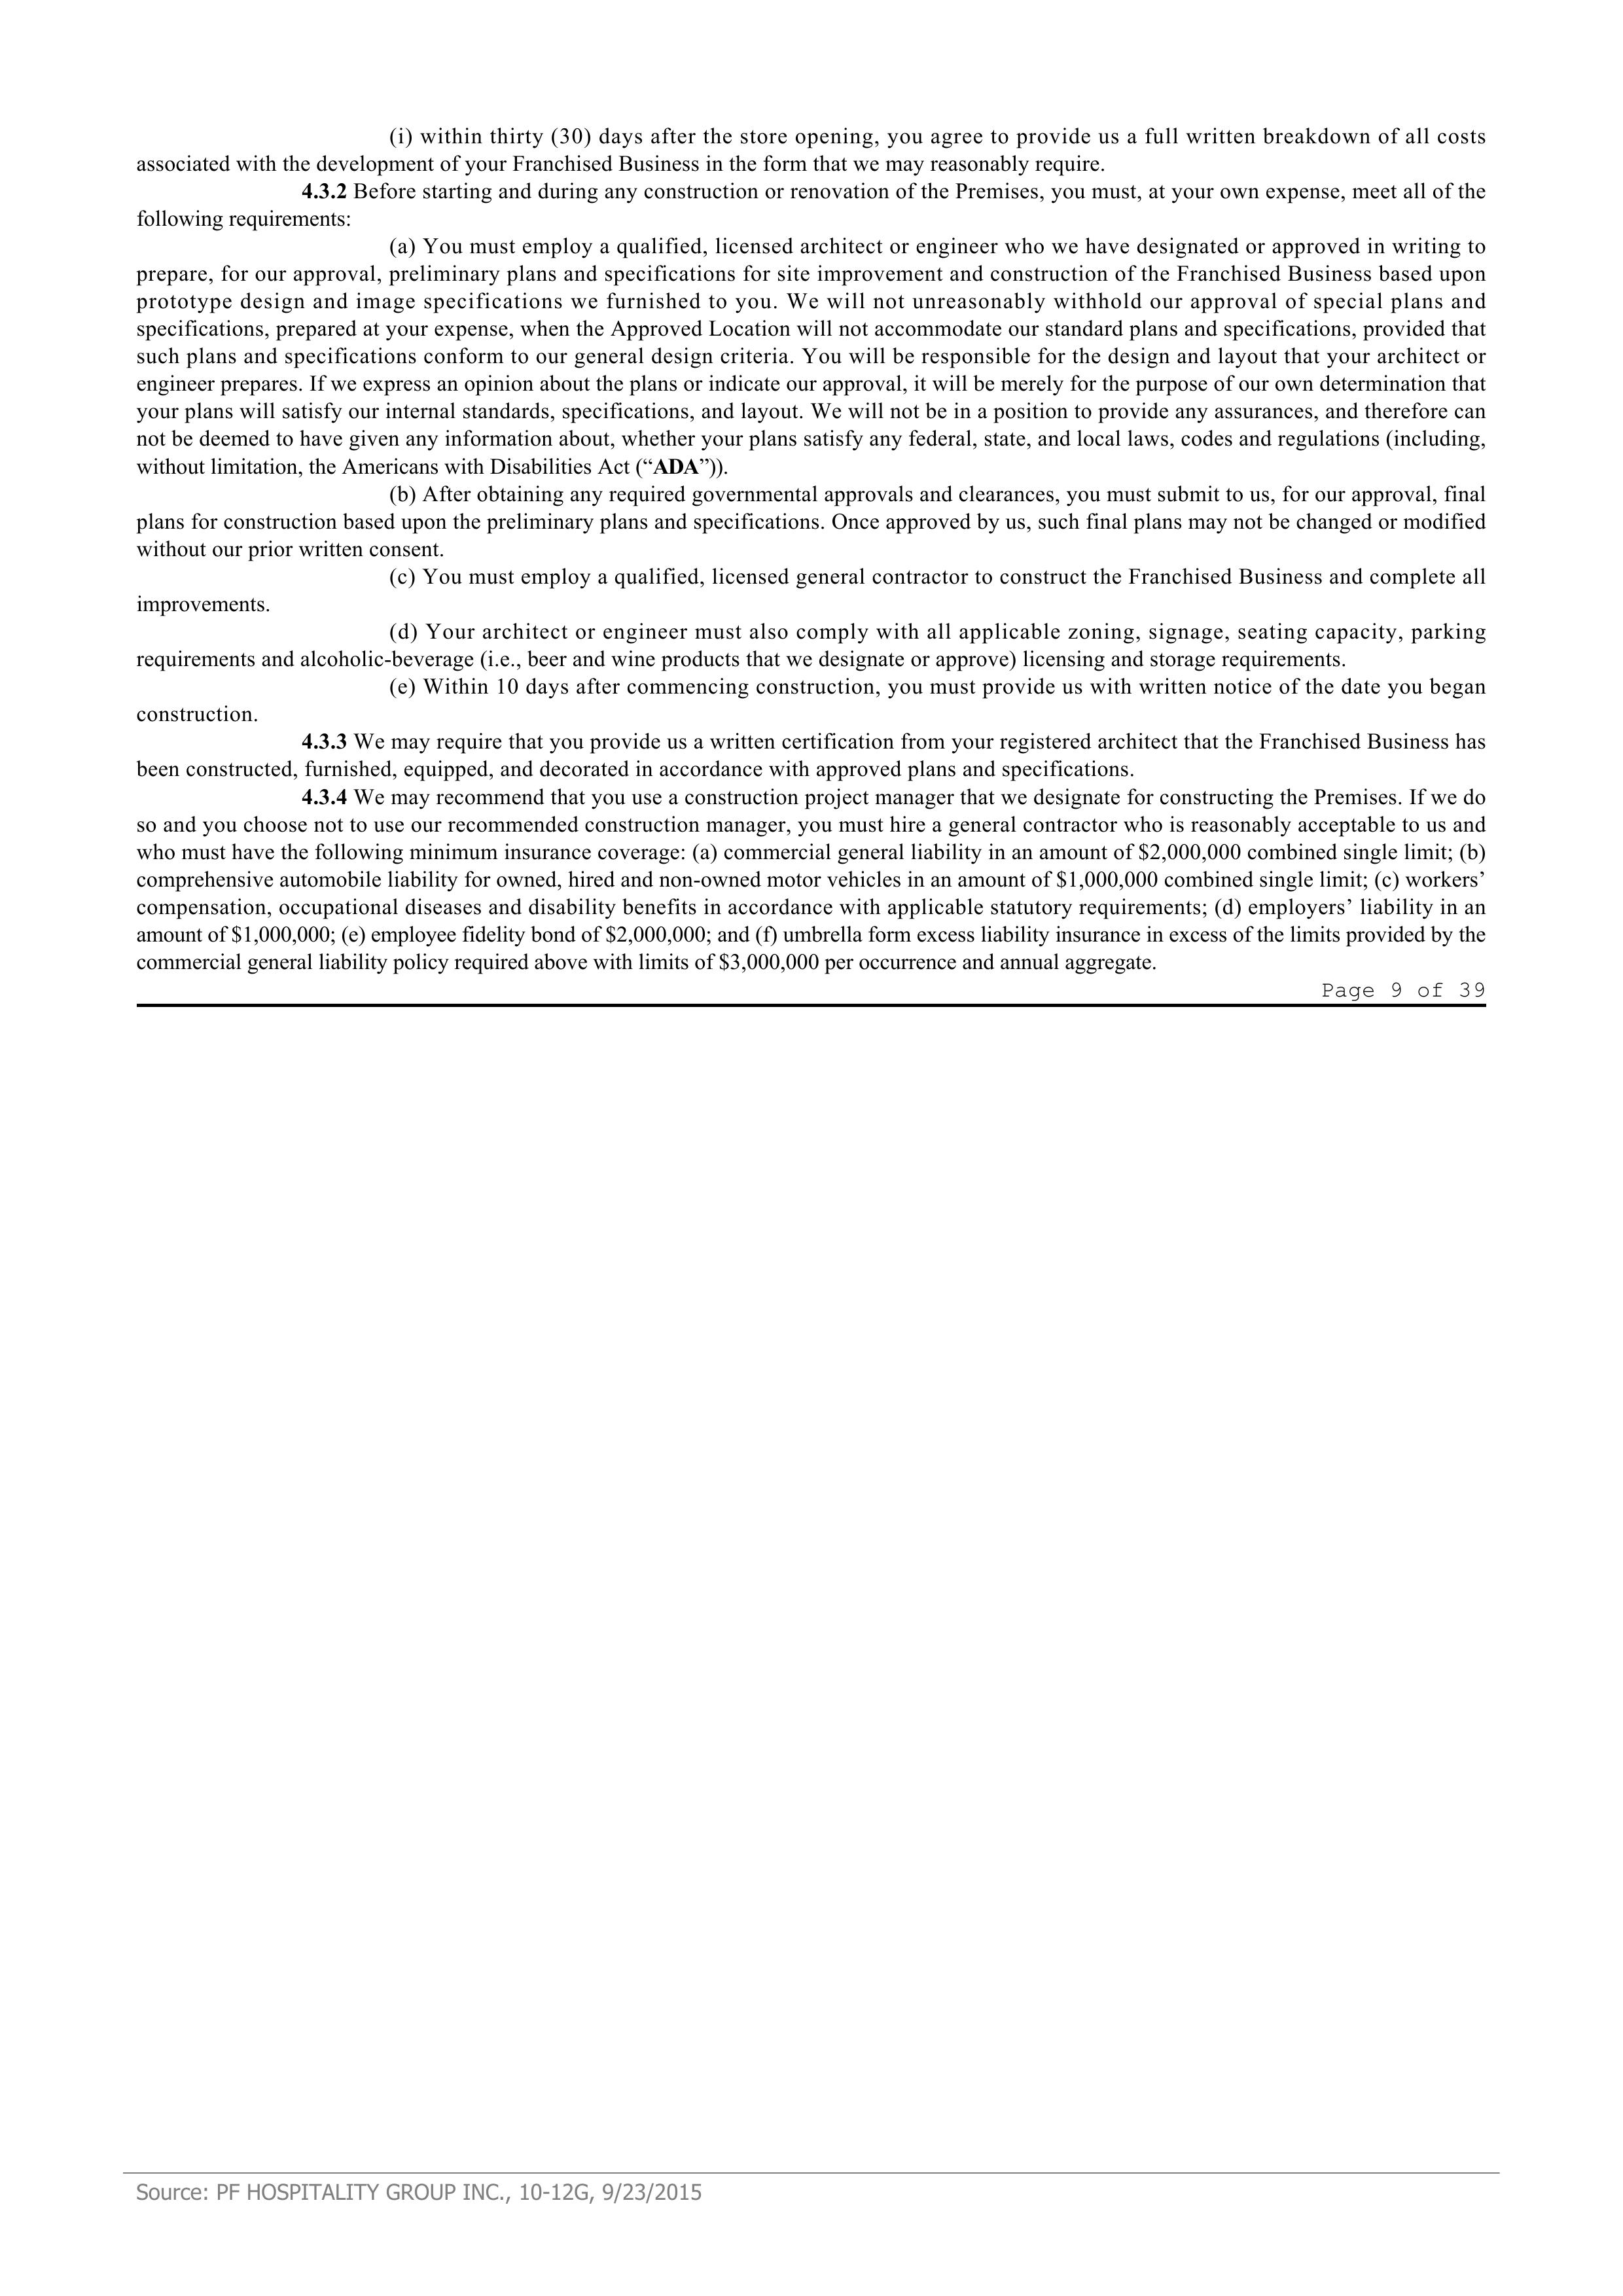 (i) within thirty (30) days after the store opening, you agree to provide us a full written breakdown of all costs
associated with the development of your Franchised Business in the form that we may reasonably require.
4.3.2 Before starting and during any construction or renovation of the Premises, you must, at your own expense, meet all of the
following requirements:
(a) You must employ a qualified, licensed architect or engineer who we have designated or approved in writing to
prepare, for our approval, preliminary plans and specifications for site improvement and construction of the Franchised Business based upon
prototype design and image specifications we furnished to you. We will not unreasonably withhold our approval of special plans and
specifications, prepared at your expense, when the Approved Location will not accommodate our standard plans and specifications, provided that
such plans and specifications conform to our general design criteria. You will be responsible for the design and layout that your architect or
engineer prepares. If we express an opinion about the plans or indicate our approval, it will be merely for the purpose of our own determination that
your plans will satisfy our internal standards, specifications, and layout. We will not be in a position to provide any assurances, and therefore can
not be deemed to have given any information about, whether your plans satisfy any federal, state, and local laws, codes and regulations (including,
without limitation, the Americans with Disabilities Act (“ADA”)).
(b) After obtaining any required governmental approvals and clearances, you must submit to us, for our approval, final
plans for construction based upon the preliminary plans and specifications. Once approved by us, such final plans may not be changed or modified
without our prior written consent.
(c) You must employ a qualified, licensed general contractor to construct the Franchised Business and complete all
improvements.
(d) Your architect or engineer must also comply with all applicable zoning, signage, seating capacity, parking
requirements and alcoholic-beverage (i.e., beer and wine products that we designate or approve) licensing and storage requirements.
(e) Within 10 days after commencing construction, you must provide us with written notice of the date you began
construction.
4.3.3 We may require that you provide us a written certification from your registered architect that the Franchised Business has
been constructed, furnished, equipped, and decorated in accordance with approved plans and specifications.
4.3.4 We may recommend that you use a construction project manager that we designate for constructing the Premises. If we do
so and you choose not to use our recommended construction manager, you must hire a general contractor who is reasonably acceptable to us and
who must have the following minimum insurance coverage: (a) commercial general liability in an amount of $2,000,000 combined single limit; (b)
comprehensive automobile liability for owned, hired and non-owned motor vehicles in an amount of $1,000,000 combined single limit; (c) workers’
compensation, occupational diseases and disability benefits in accordance with applicable statutory requirements; (d) employers’ liability in an
amount of $1,000,000; (e) employee fidelity bond of $2,000,000; and (f) umbrella form excess liability insurance in excess of the limits provided by the
commercial general liability policy required above with limits of $3,000,000 per occurrence and annual aggregate.
Page 9 of 39
Source: PF HOSPITALITY GROUP INC., 10-12G, 9/23/2015